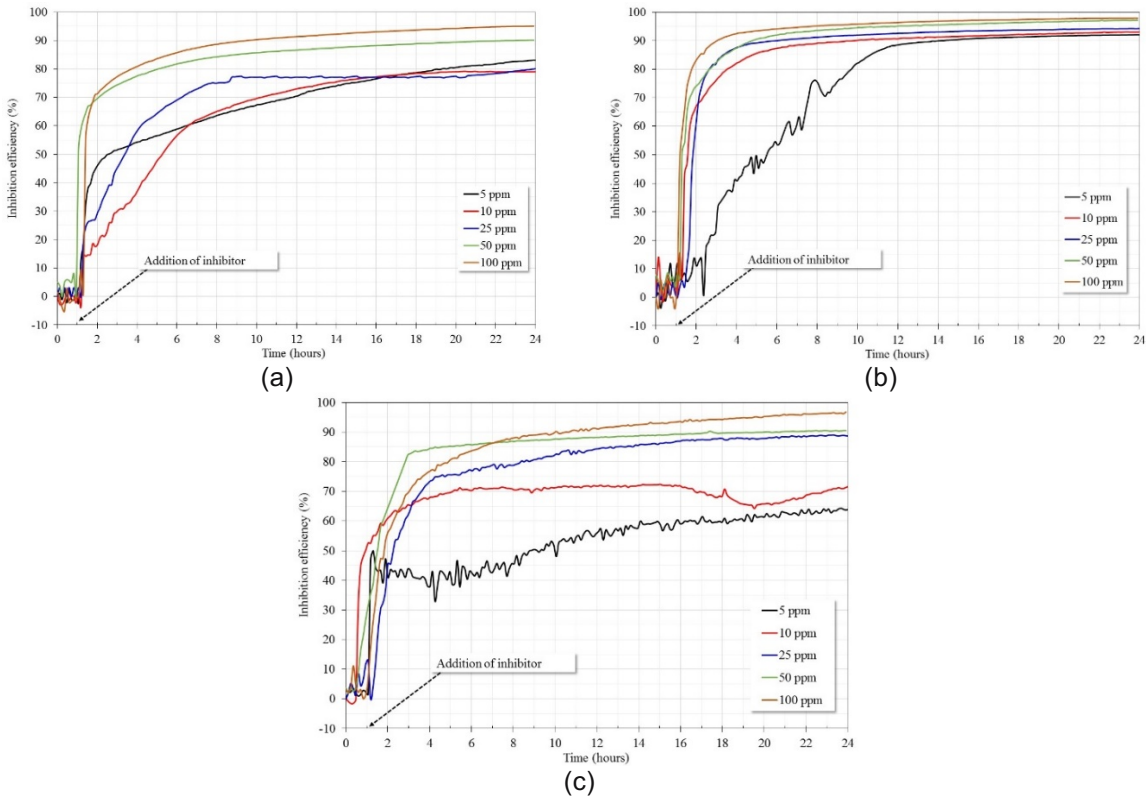 100
90
80
70
60
50
40
30
20
10
0
-10
Inhibition efficiency (%)
5 ppm
10 ppm
25 ppm
50 ppm
100 ppm
Addition of inhibitor
0 2 4 6 8 10 12 14 16 18 20 22 24
Time (hours)
(a)
100
90
80
70
60
50
40
30
20
10
0
-10
Inhibition efficiency (%)
5 ppm
10 ppm
25 ppm
50 ppm
100 ppm
Addition of inhibitor
0 2 4 6 8 10 12 14 16 18 20 22 24
Time (hours)
(b)
100
90
80
70
60
50
40
30
20
10
0
-10
Inhibition efficiency (%)
5 ppm
10 ppm
25 ppm
50 ppm
100 ppm
Addition of inhibitor
0 2 4 6 8 10 12 14 16 18 20 22 24
Time (hours)
(c)